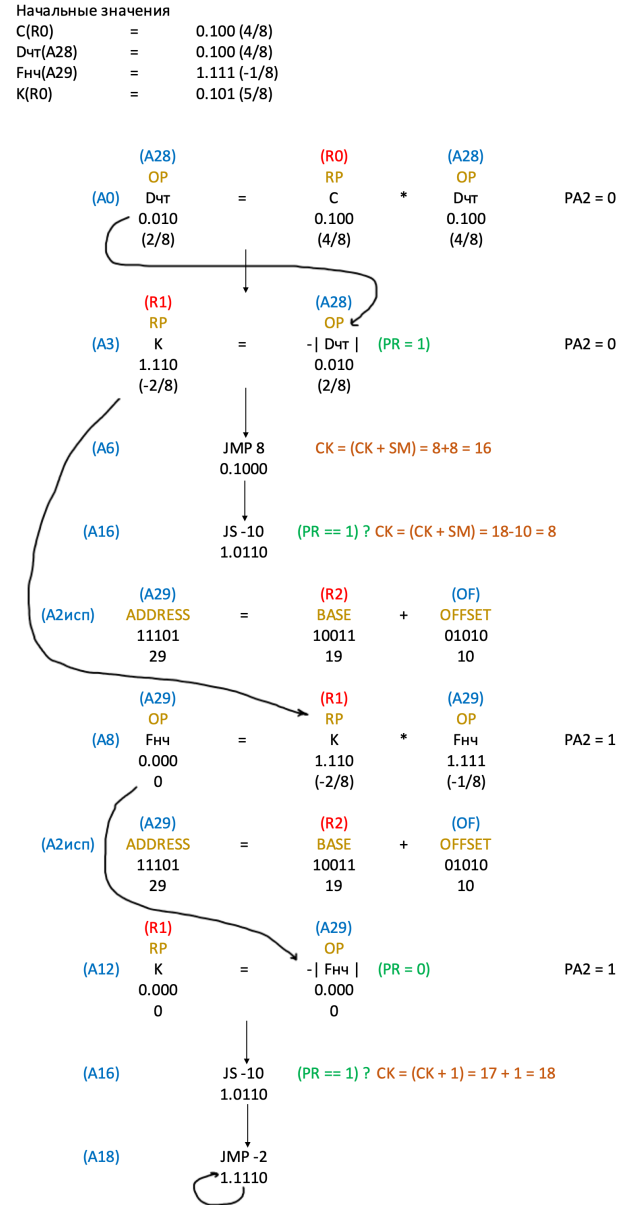 Начальные значения
C(R0) = 0.100 (4/8)
Dчт(A28) = 0.100 (4/8)
Fнч(A29) = 1.111 (-1/8)
K(R0) = 0.101 (5/8)
(A28) (R0) (A28)
OP RP OP
(A0) Dчт = C * Dчт PA2 = 0
0.010 0.100 0.100
(2/8) (4/8) (4/8)
(R1) (A28)
RP OP
(A3) K = -| Dчт | (PR = 1) PA2 = 0
1.110 0.010
(-2/8) (2/8)
(A6) JMP 8 CK = (CK + SM) = 8+8 = 16
0.1000
(A16) JS -10 (PR == 1) ? CK = (CK + SM) = 18-10 = 8
1.0110
(A29) (R2) (OF)
(A2исп) ADDRESS = BASE + OFFSET
11101 10011 01010
29 19 10
(A29) (R1) (A29)
OP RP OP
(A8) Fнч = K * Fнч PA2 = 1
0.000 1.110 1.111
0 (-2/8) (-1/8)
(A29) (R2) (OF)
(A2исп) ADDRESS = BASE + OFFSET
11101 10011 01010
29 19 10
(R1) (A29)
RP OP
(A12) K = -| Fнч | (PR = 0) PA2 = 1
0.000 0.000
0 0
(A16) JS -10 (PR == 1) ? CK = (CK + 1) = 17 + 1 = 18
1.0110
(A18) JMP -2
1.1110